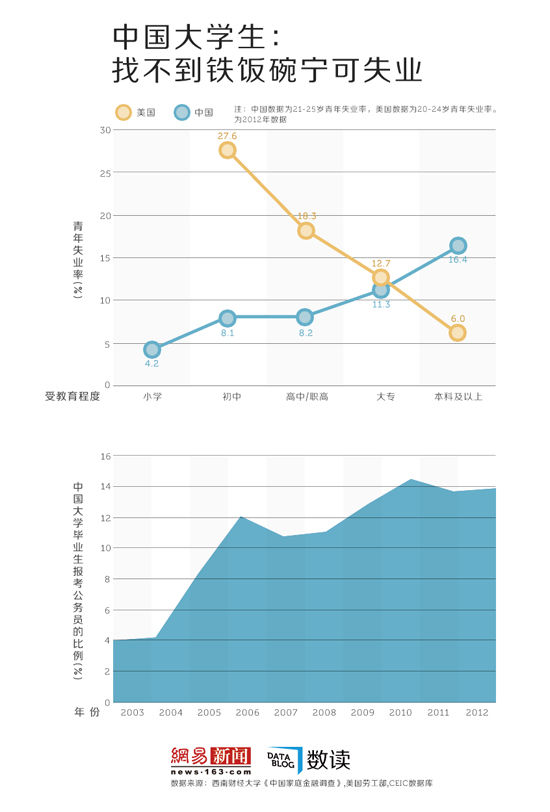 中国大学生：
找不到铁饭碗宁可失业
美国
中国
注：中国数据为21-25岁青年失业率，美国数据为20-24岁青年失业率。
为2012年数据
青年失业率(%)
30
25
20
15
10
5
0
27.6
18.3
12.7
6.0
4.2
8.1
8.2
11.3
16.4
受教育程度
小学
初中
高中/职高
大专
本科及以上
中国大学毕业生报考公务员的比例(%)
16
14
12
10
8
6
4
2
0
年份
2003
2004
2005
2006
2007
2008
2009
2010
2011
2012
網易 新闻
news·163.com
DATA
BLOG
数读
数据来源：西南财经大学《中国家庭金融调查》,美国劳工部,CEIC数据库